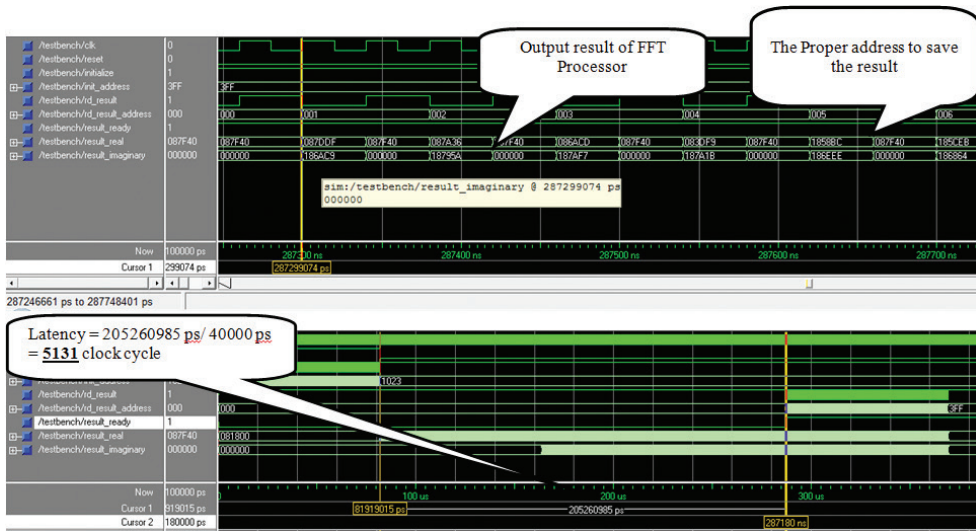 /testbench/clk 0
/testbench/reset 0
/testbench/initialize 1
/testbench/init_address 3FF 3FF
/testbench/rd_result 1
/testbench/rd_result_address 000 000 001 002 003 004 005 006
/testbench/result_ready 1
/testbench/result_real 087F40 087F40 087DDF 087F40 087A36 7F40 086ACD 087F40 083DF9 087F40 1858BC 087F40 185CEB
/testbench/result_imaginary 000000 000000 186AC9 000000 18795A 000000 187AF7 000000 187A1B 000000 186EEE 000000 186864
Output result of FFT
Processor
The Proper address to save
the result
sim:/testbench/result_imaginary @ 287299074 ps
000000
Now 100000 ps 287300 ns 287400 ns 287500 ns 287600 ns 287700 ns
Cursor 1 299074 ps 287299074 ps
287246661 ps to 287748401 ps
Latency = 205260985 ps/ 40000 ps
= 5131 clock cycle
1023
/testbench/rd_result 1
/testbench/rd_result_address 000 000 3FF
/testbench/result_ready 1
/testbench/result_real 087F40 081800
/testbench/result_imaginary 000000 000000
Now 100000 ps 100 us 200 us 300 us
Cursor 1 919015 ps 81919015 ps 205260985 ps
Cursor 2 180000 ps 287180 ns